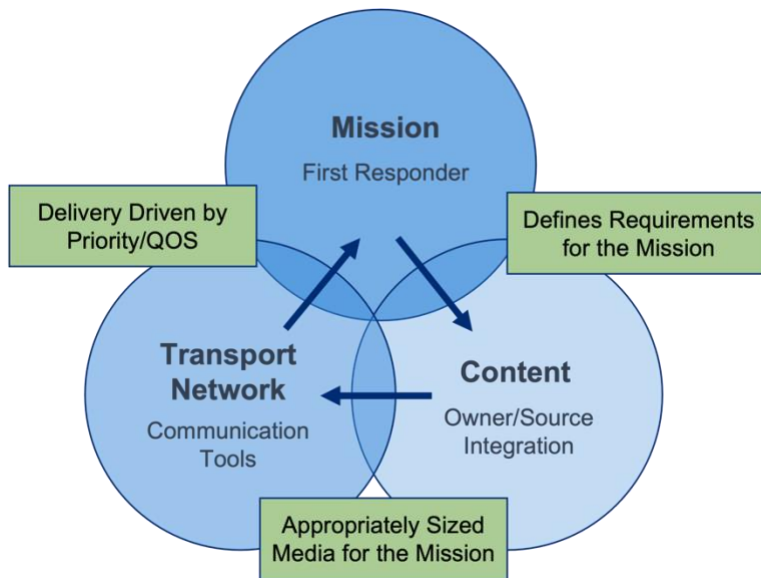 Mission
First Responder
Delivery Driven by
Priority/QOS
Defines Requirements
for the Mission
Transport
Network
Communication
Tools
Content
Owner/Source
Integration
Appropriately Sized
Media for the Mission